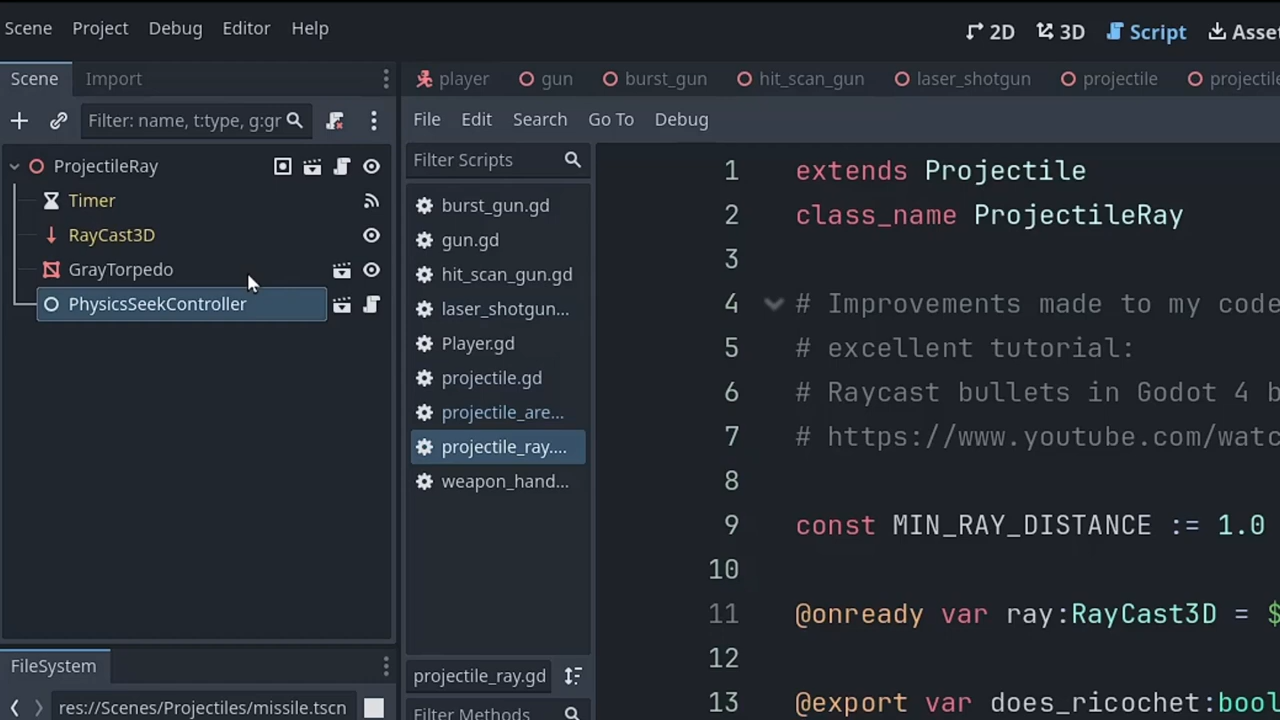 Scene Project Debug Editor Help
2D 3D Script Asse
Scene Import
player gun burst_gun hit_scan_gun laser_shotgun projectile projectile
Filter: name, t:type, g:gr
File Edit Search Go To Debug
ProjectileRay
Timer
RayCast3D
GrayTorpedo
PhysicsSeekController
Filter Scripts
burst_gun.gd
gun.gd
hit_scan_gun.gd
laser_shotgun...
Player.gd
projectile.gd
projectile_are...
projectile_ray....
weapon_hand...
projectile_ray.gd
Filter Methods
1 extends Projectile
2 class_name ProjectileRay
3
4 # Improvements made to my code
5 # excellent tutorial:
6 # Raycast bullets in Godot 4 b
7 # https://www.youtube.com/watc
8
9 const MIN_RAY_DISTANCE := 1.0
10
11 @onready var ray:RayCast3D = $
12
13 @export var does_ricochet:bool
FileSystem
res://Scenes/Projectiles/missile.tscn